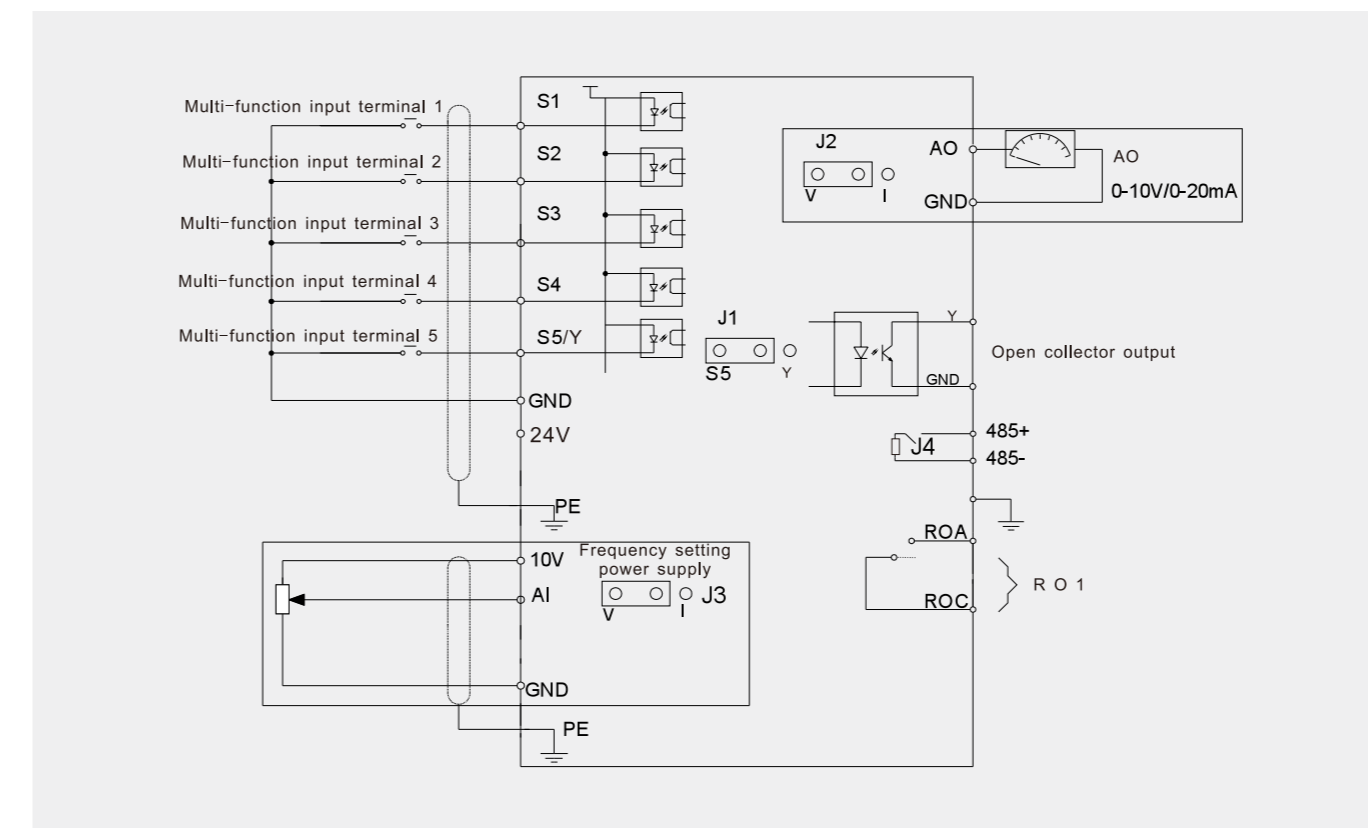 Multi-function input terminal 1
S1
Multi-function input terminal 2
S2
Multi-function input terminal 3
S3
Multi-function input terminal 4
S4
Multi-function input terminal 5
S5/Y
GND
24V
PE
J2
V
I
AO
GND
AO
0-10V/0-20mA
J1
S5
Y
Y
GND
Open collector output
J4
485+
485-
ROA
ROC
RO1
10V
Frequency setting
power supply
AI
V
I
J3
GND
PE